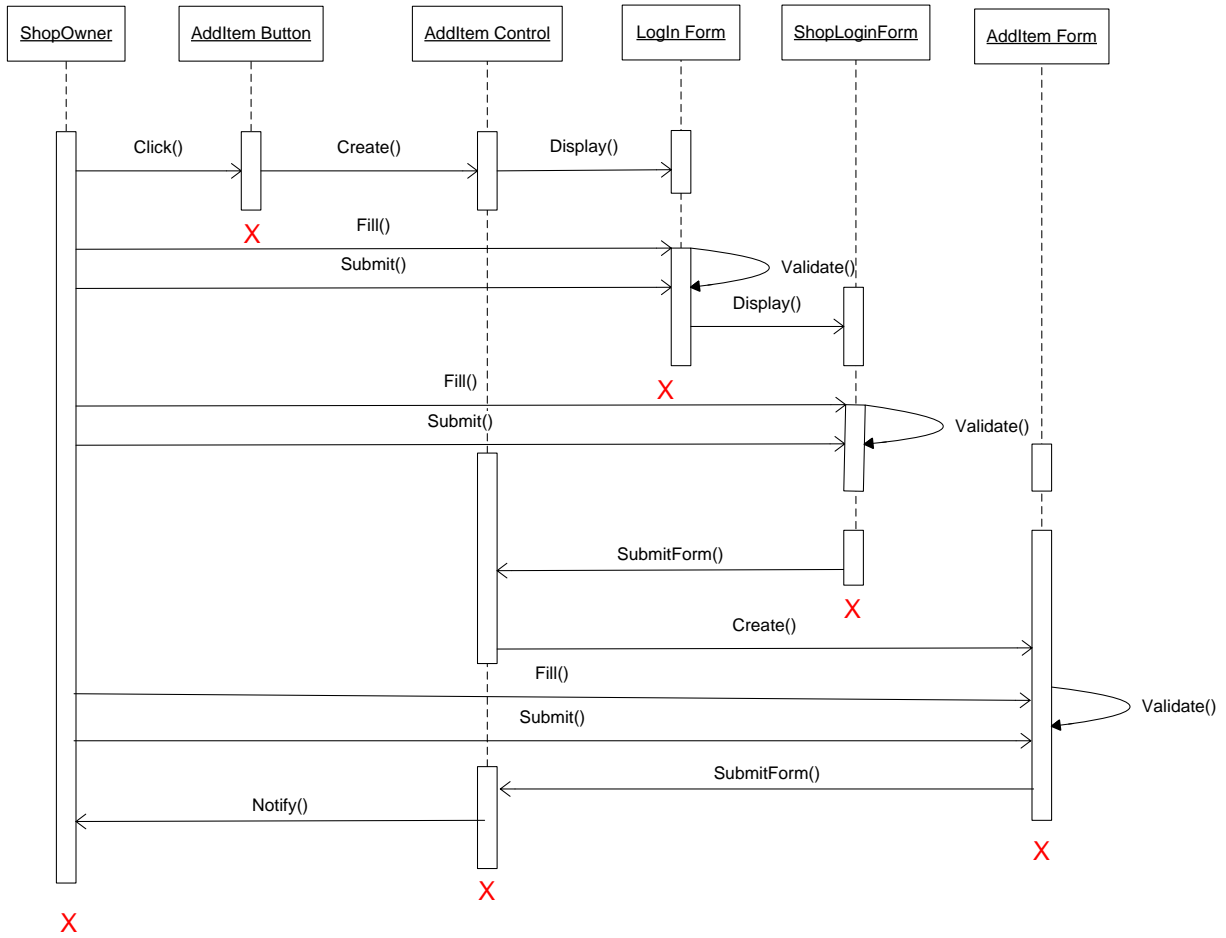 ShopOwner
AddItem Button
AddItem Control
LogIn Form
ShopLoginForm
AddItem Form
Click()
Create()
Display()
X
Fill()
Submit()
Validate()
Display()
X
Fill()
Submit()
Validate()
SubmitForm()
X
Create()
Fill()
Submit()
Validate()
SubmitForm()
Notify()
X
X
X